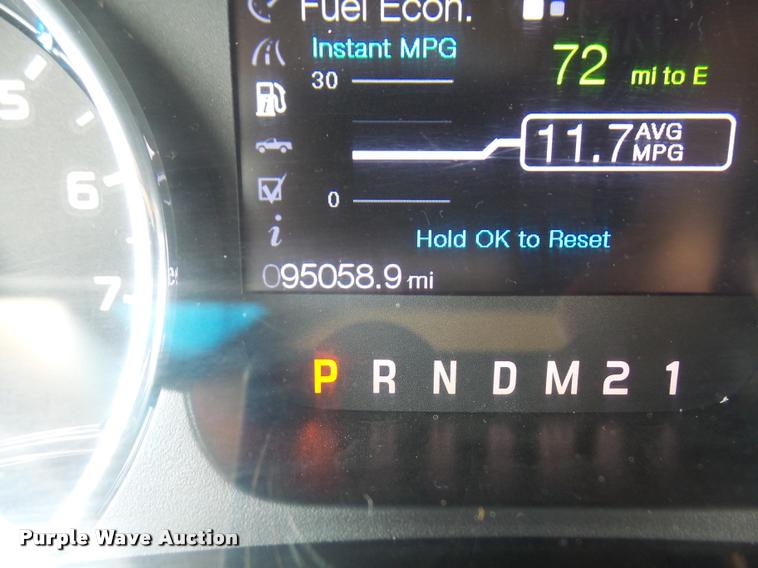 Fuel Econ.
Instant MPG
72 mi to E
30
11.7 AVG MPG
0
Hold OK to Reset
095058.9 mi
5
6
7
P R N D M 2 1
i
Purple Wave Auction